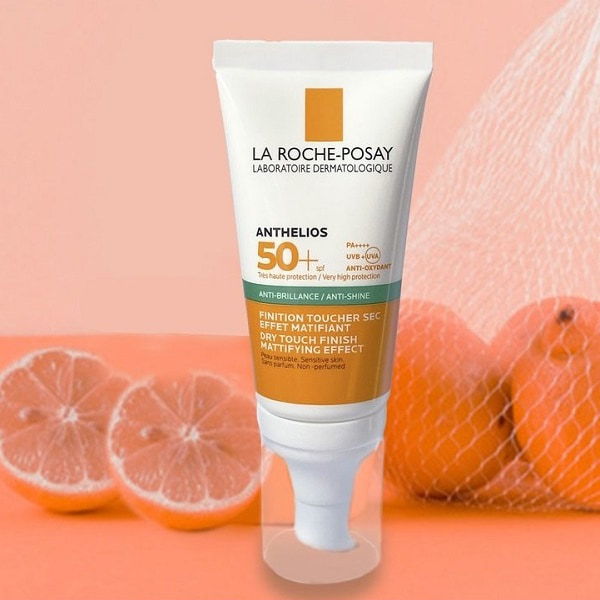 LA ROCHE-POSAY
LABORATOIRE DERMATOLOGIQUE
ANTHELIOS
50+ spf
PA++++
UVB + UVA
ANTI-OXYDANT
Très haute protection / Very high protection
ANTI-BRILLANCE / ANTI-SHINE
FINITION TOUCHER SEC
EFFET MATIFIANT
DRY TOUCH FINISH
MATTIFYING EFFECT
Peau sensible. Sensitive skin.
Sans parfum. Non-perfumed